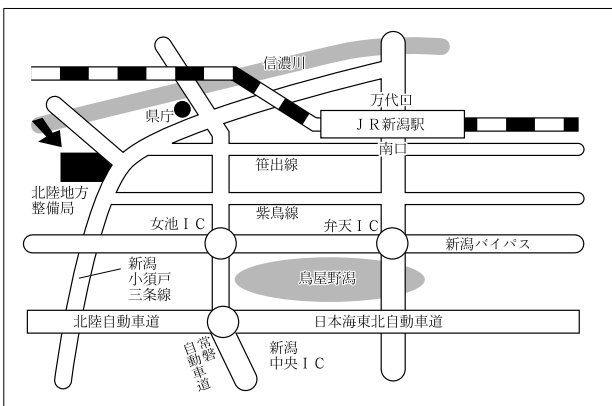 信濃川
万代口
県庁
ＪＲ新潟駅
南口
笹出線
北陸地方
整備局
紫鳥線
女池ＩＣ
弁天ＩＣ
新潟バイパス
新潟
小須戸
三条線
鳥屋野潟
北陸自動車道
日本海東北自動車道
常磐
自動車道
新潟
中央ＩＣ